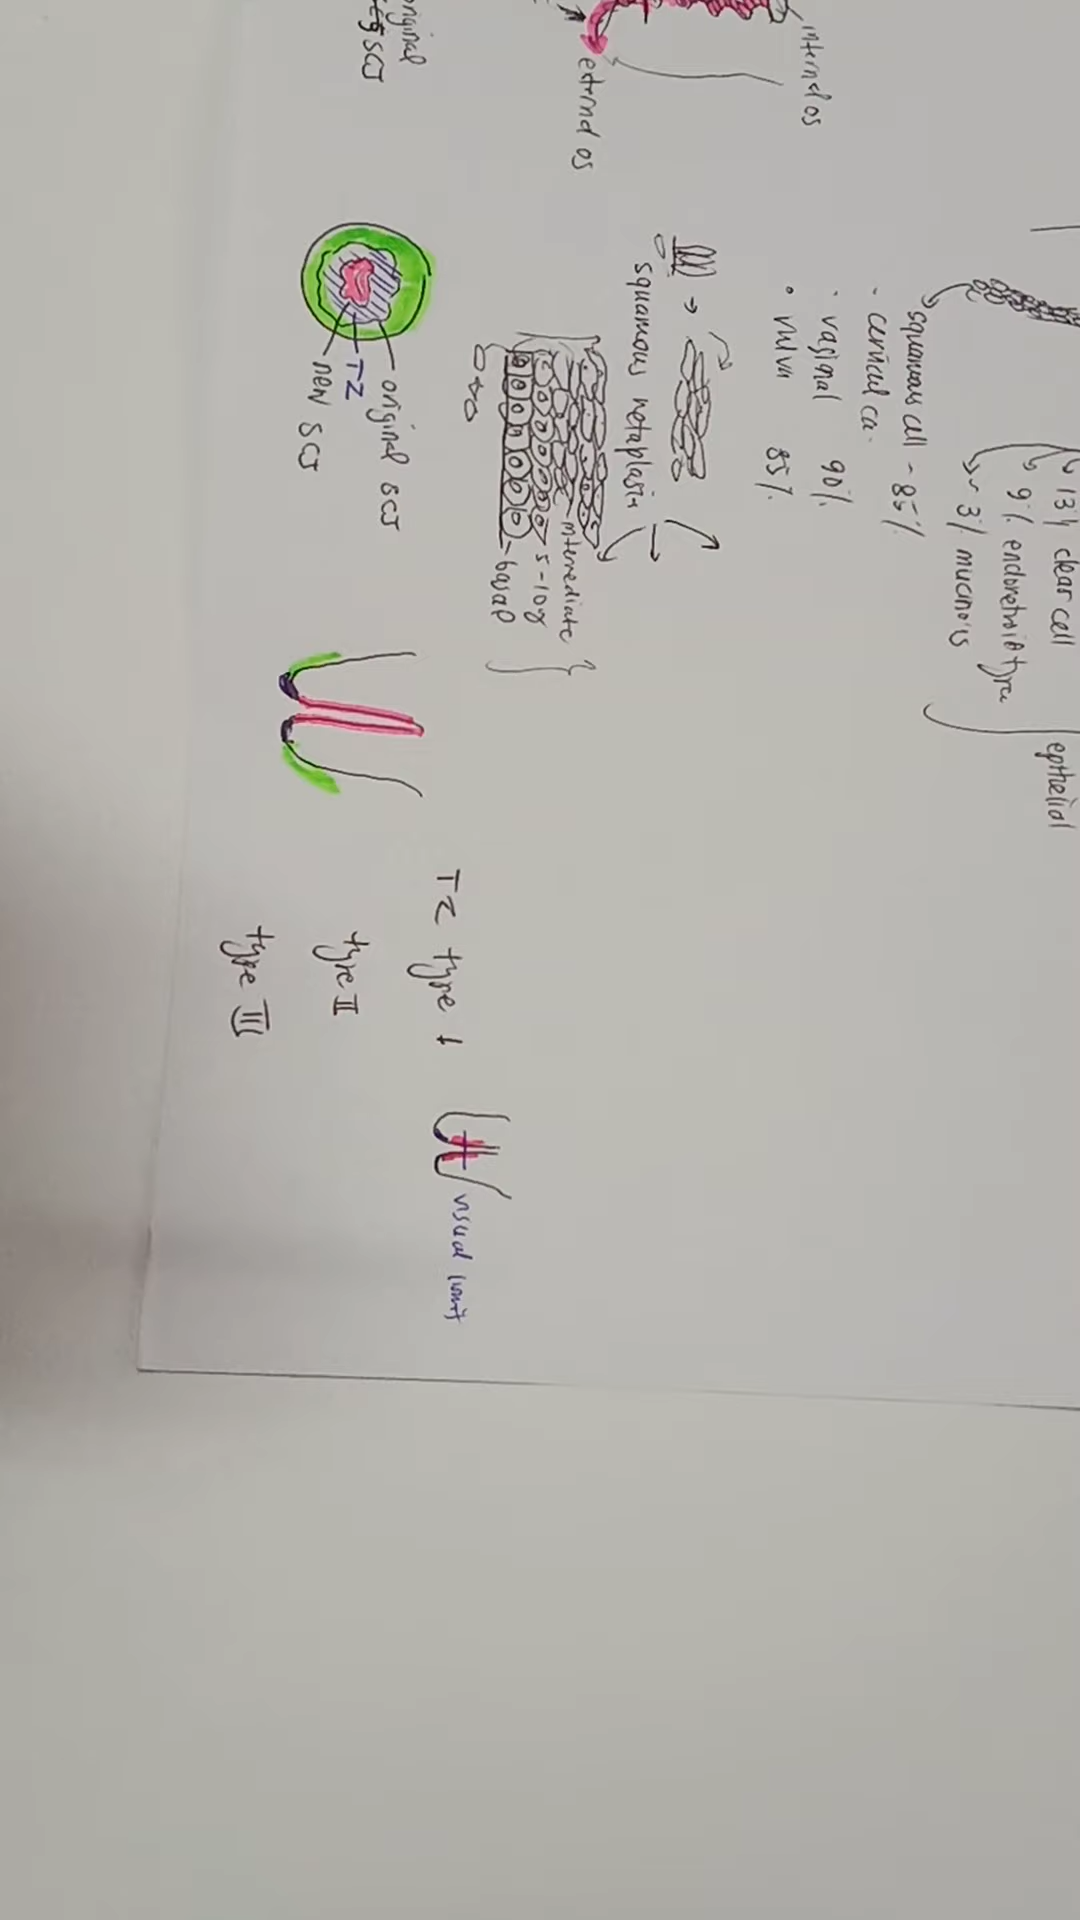 13% clear cell
9% endometrioid type
~3% mucinous
epithelial
squamous cell - 85%
· cervical ca.
· vaginal 90%
• vulva 85%
internal os
external os
squamous metaplasia
intermediate
basal
original
SCJ
original SCJ
TZ
new SCJ
TZ type 1
visual limit
type II
type III